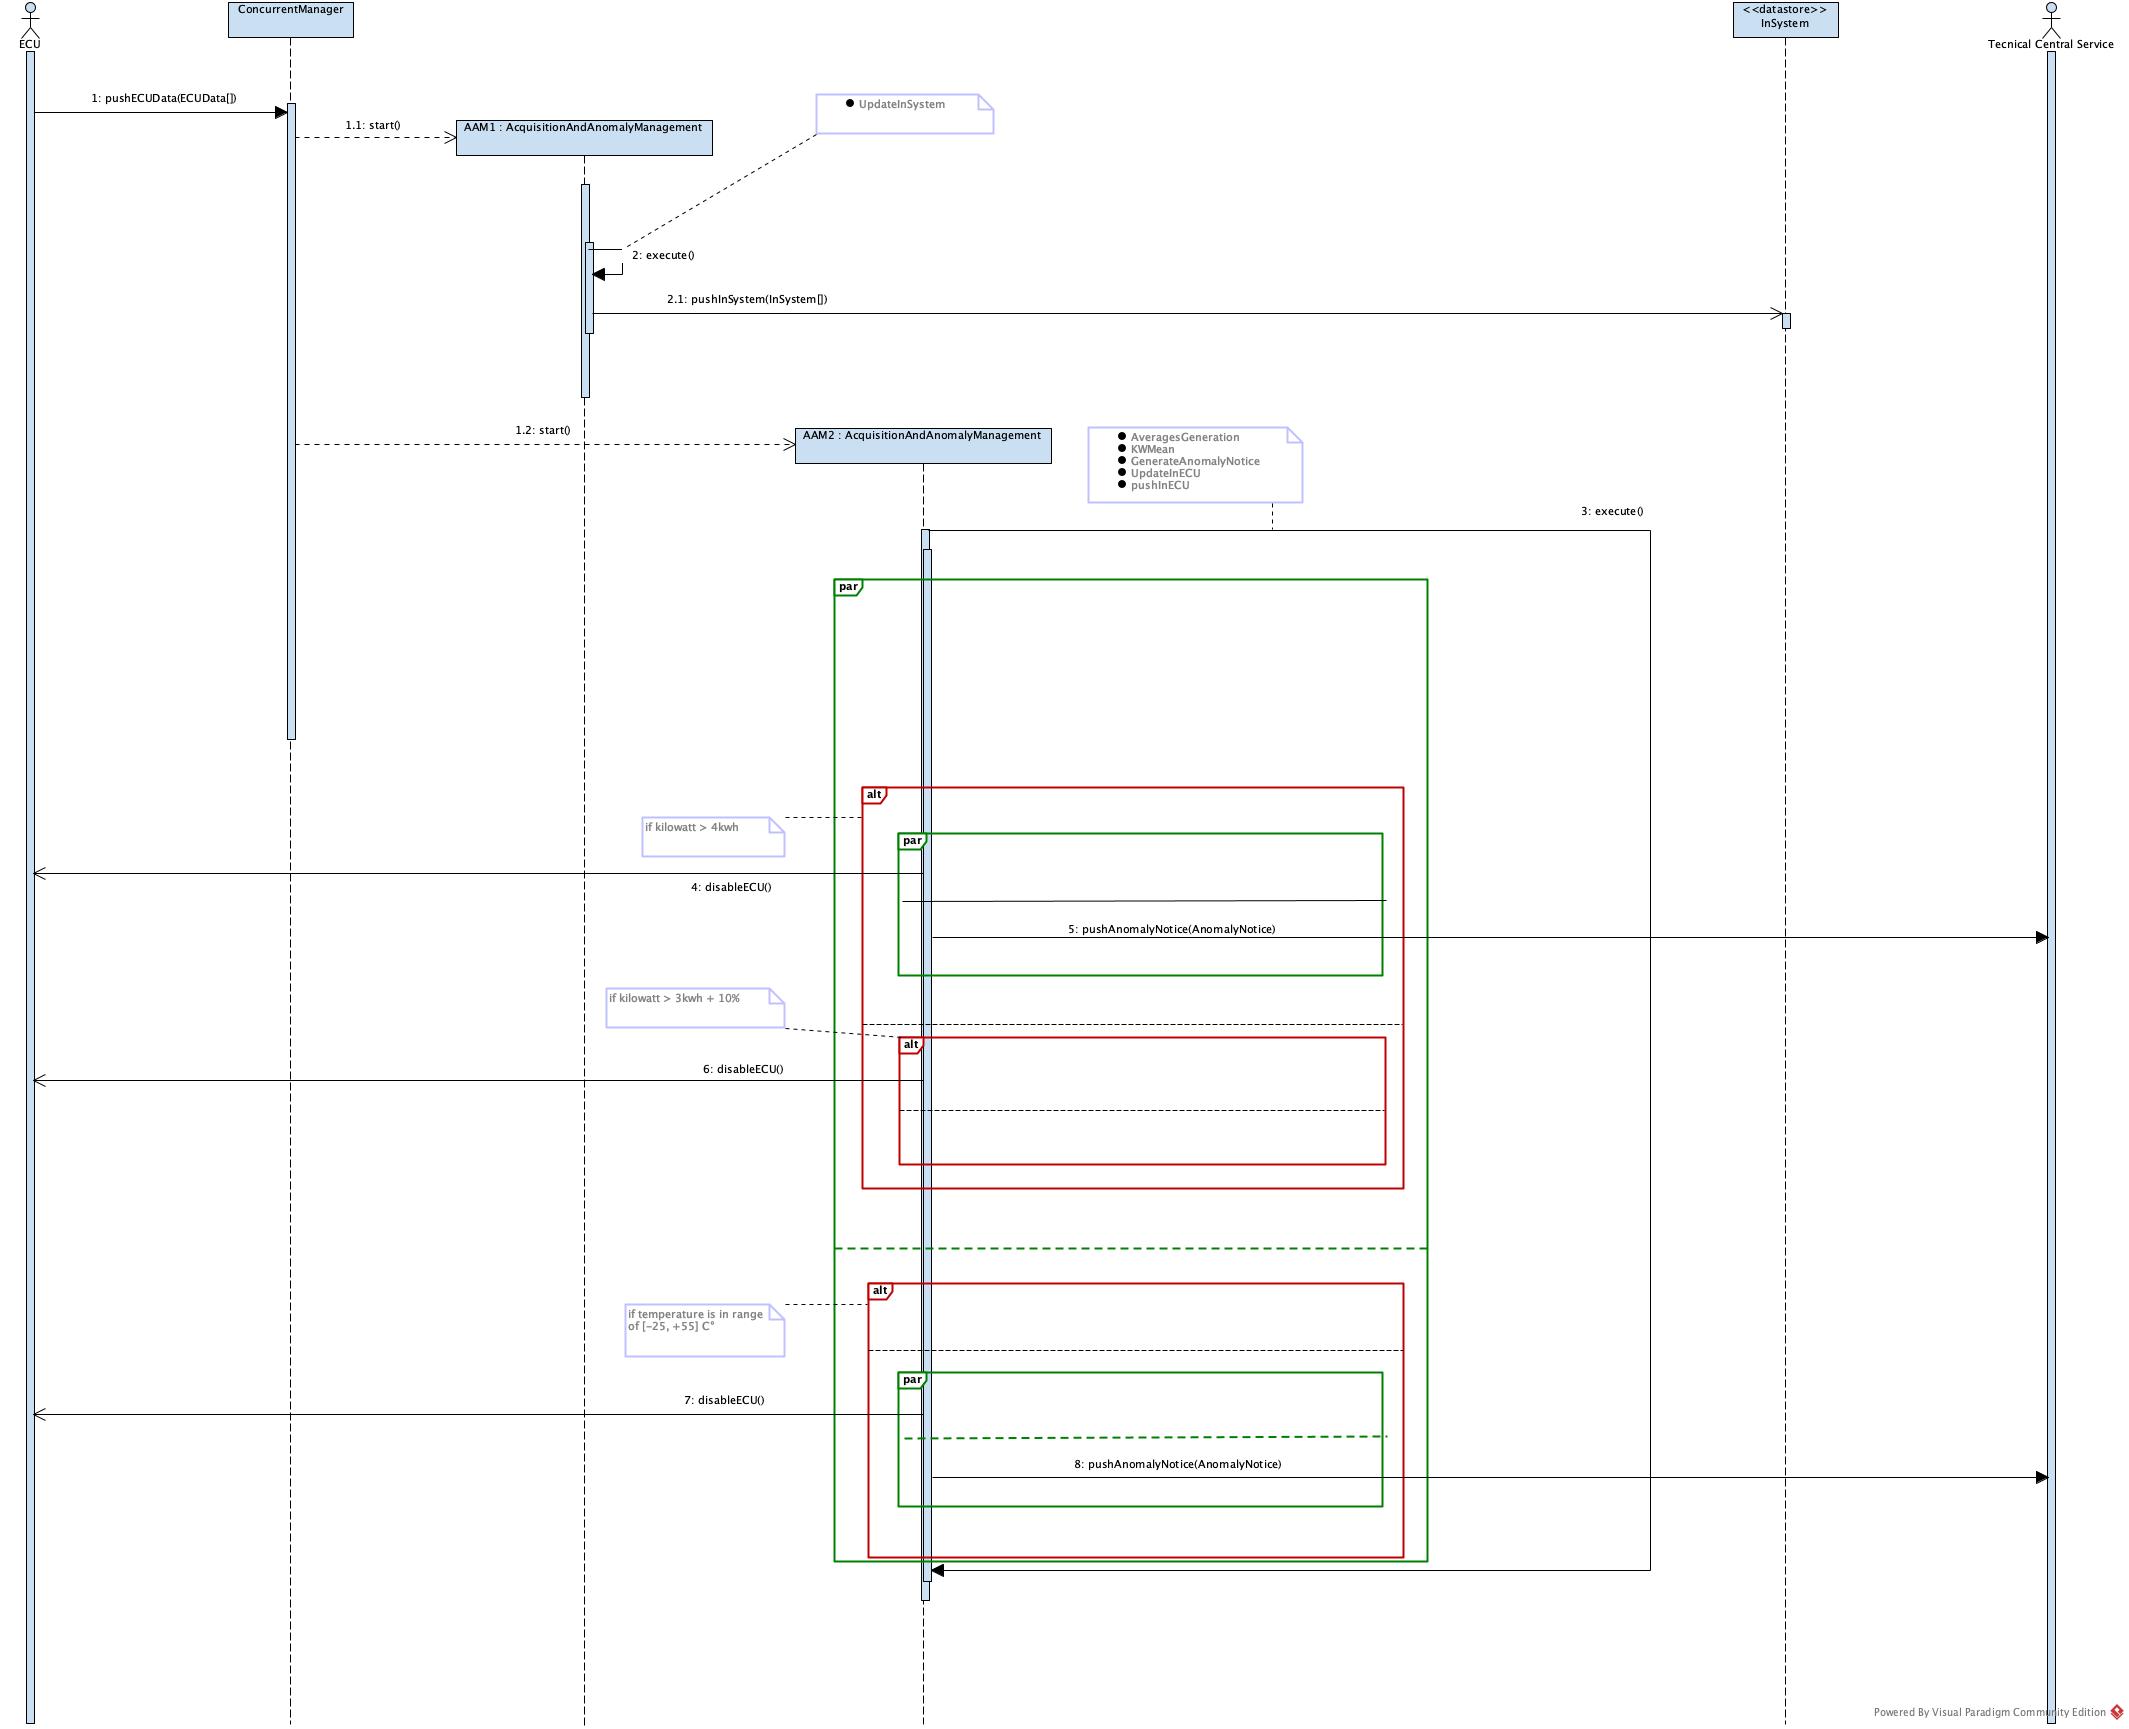 ECU
ConcurrentManager
<<datastore>>
InSystem
Tecnical Central Service
1: pushECUData(ECUData[])
1.1: start()
AAM1 : AcquisitionAndAnomalyManagement
UpdateInSystem
2: execute()
2.1: pushInSystem(InSystem[])
1.2: start()
AAM2 : AcquisitionAndAnomalyManagement
AveragesGeneration
KWMean
GenerateAnomalyNotice
UpdateInECU
pushInECU
3: execute()
par
alt
if kilowatt > 4kwh
par
4: disableECU()
5: pushAnomalyNotice(AnomalyNotice)
if kilowatt > 3kwh + 10%
alt
6: disableECU()
alt
if temperature is in range
of [-25, +55] C°
par
7: disableECU()
8: pushAnomalyNotice(AnomalyNotice)
Powered By Visual Paradigm Community Edition